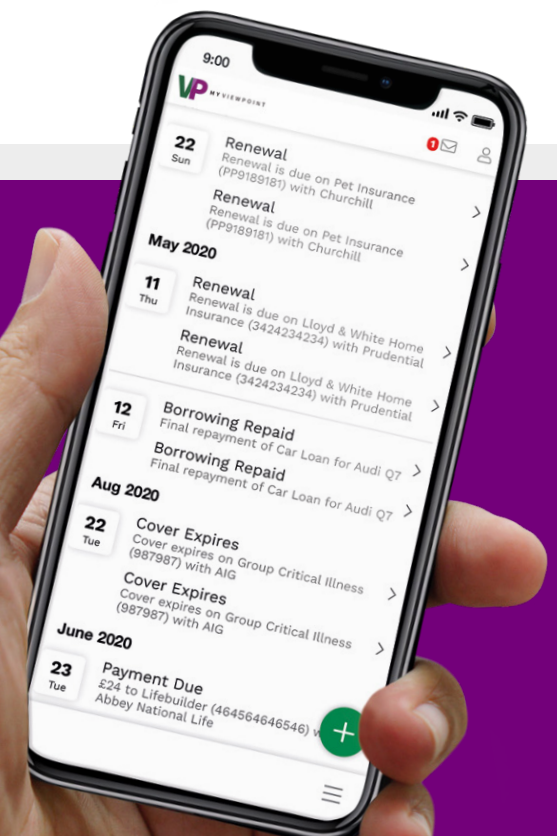 9:00
VP MYVIEWPOINT
1
22
Sun
Renewal
Renewal is due on Pet Insurance
(PP9189181) with Churchill
Renewal
Renewal is due on Pet Insurance
(PP9189181) with Churchill
May 2020
11
Thu
Renewal
Renewal is due on Lloyd & White Home
Insurance (3424234234) with Prudential
Renewal
Renewal is due on Lloyd & White Home
Insurance (3424234234) with Prudential
12
Fri
Borrowing Repaid
Final repayment of Car Loan for Audi Q7
Borrowing Repaid
Final repayment of Car Loan for Audi Q7
Aug 2020
22
Tue
Cover Expires
Cover expires on Group Critical Illness
(987987) with AIG
Cover Expires
Cover expires on Group Critical Illness
(987987) with AIG
June 2020
23
Tue
Payment Due
£24 to Lifebuilder (464564646546)
Abbey National Life